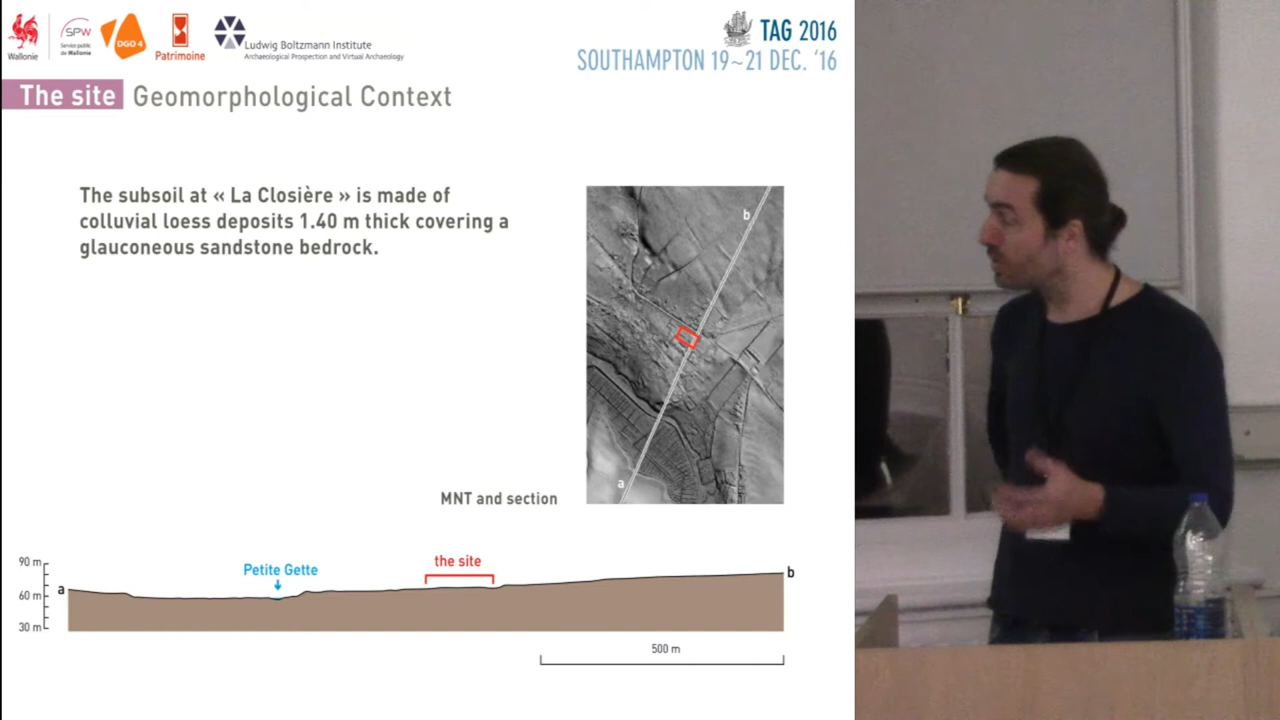 Wallonie
SPW
Service public
de Wallonie
DGO 4
Patrimoine
Ludwig Boltzmann Institute
Archaeological Prospection and Virtual Archaeology
TAG 2016
SOUTHAMPTON 19~21 DEC. '16
The site Geomorphological Context
The subsoil at « La Closière » is made of
colluvial loess deposits 1.40 m thick covering a
glauconeous sandstone bedrock.
b
a
MNT and section
90 m
60 m
30 m
a
Petite Gette
the site
b
500 m